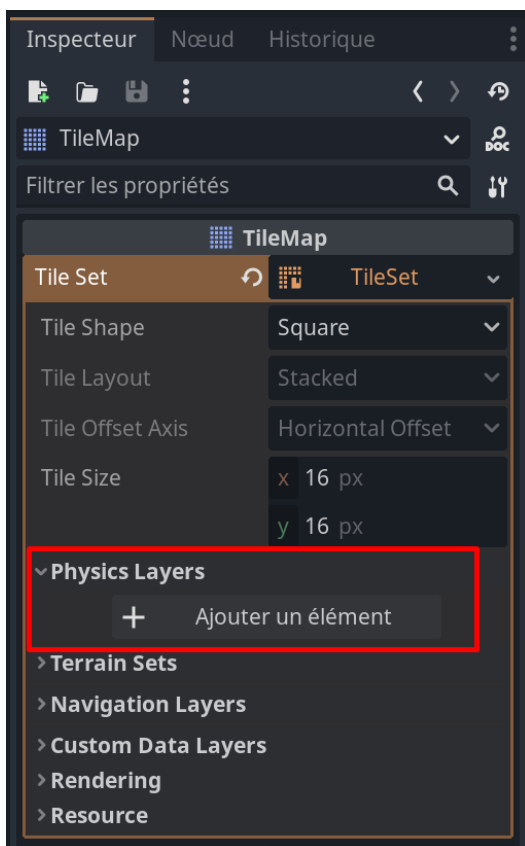 Inspecteur Nœud Historique
TileMap
DOC
Filtrer les propriétés
TileMap
Tile Set TileSet
Tile Shape Square
Tile Layout Stacked
Tile Offset Axis Horizontal Offset
Tile Size x 16 px
y 16 px
Physics Layers
+ Ajouter un élément
Terrain Sets
Navigation Layers
Custom Data Layers
Rendering
Resource